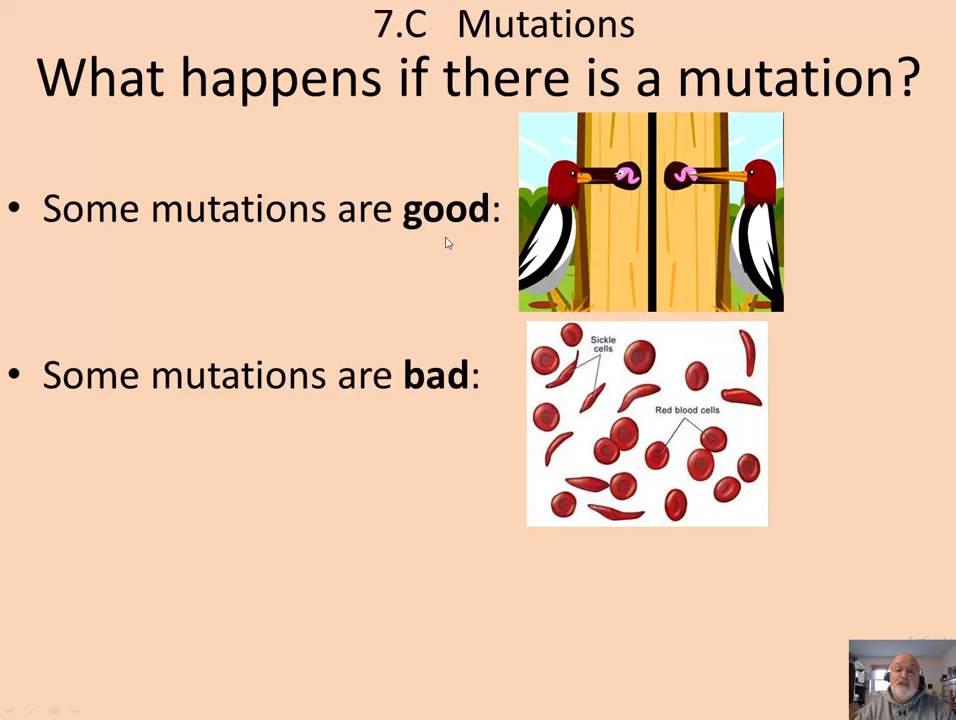 7.C Mutations
What happens if there is a mutation?
• Some mutations are good:
Sickle
cells
Red blood cells
• Some mutations are bad: